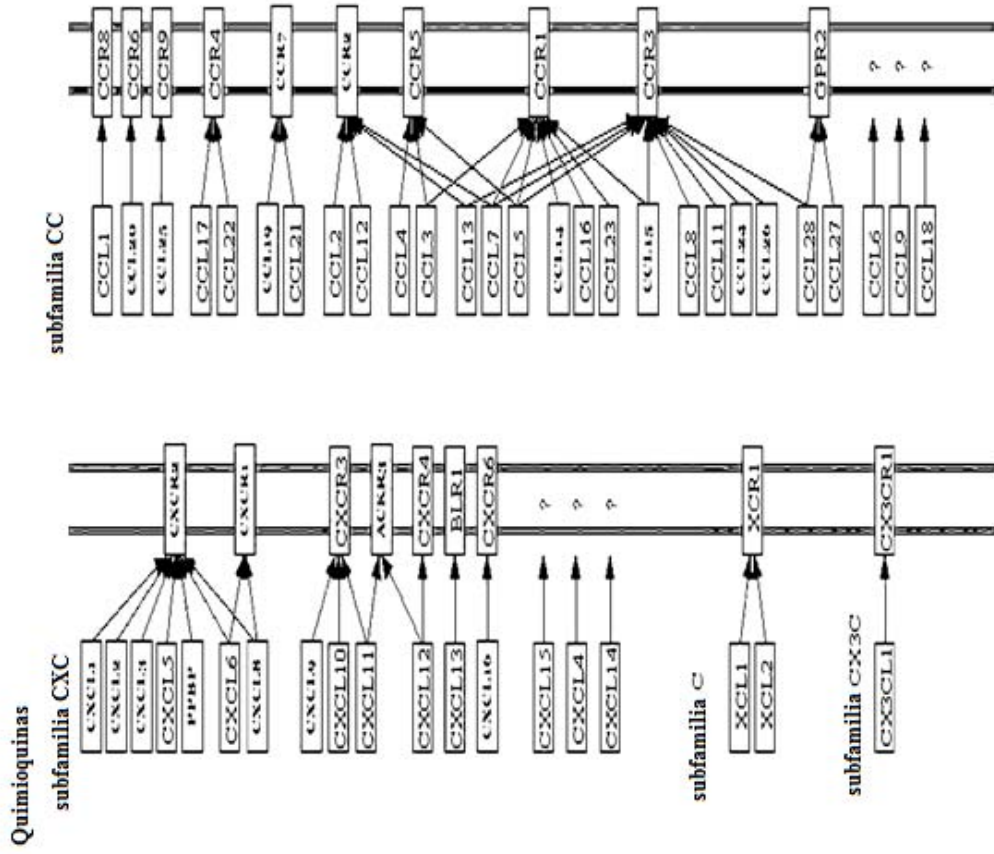 Quimioquinas
subfamilia CXC
CXCL1
CXCL2
CXCL3
CXCL5
PPBP
CXCL6
CXCL8
CXCL9
CXCL10
CXCL11
CXCL12
CXCL13
CXCL16
CXCL15
CXCL4
CXCL14
CXCR2
CXCR1
CXCR3
ACKR3
CXCR4
BLR1
CXCR6
?
?
?
subfamilia C
XCL1
XCL2
XCR1
subfamilia CX3C
CX3CL1
CX3CR1
subfamilia CC
CCL1
CCL20
CCL25
CCL17
CCL22
CCL19
CCL21
CCL2
CCL12
CCL4
CCL3
CCL13
CCL7
CCL5
CCL14
CCL16
CCL23
CCL15
CCL8
CCL11
CCL24
CCL26
CCL28
CCL27
CCL6
CCL9
CCL18
CCR8
CCR6
CCR9
CCR4
CCR7
CCR2
CCR5
CCR1
CCR3
GPR2
?
?
?